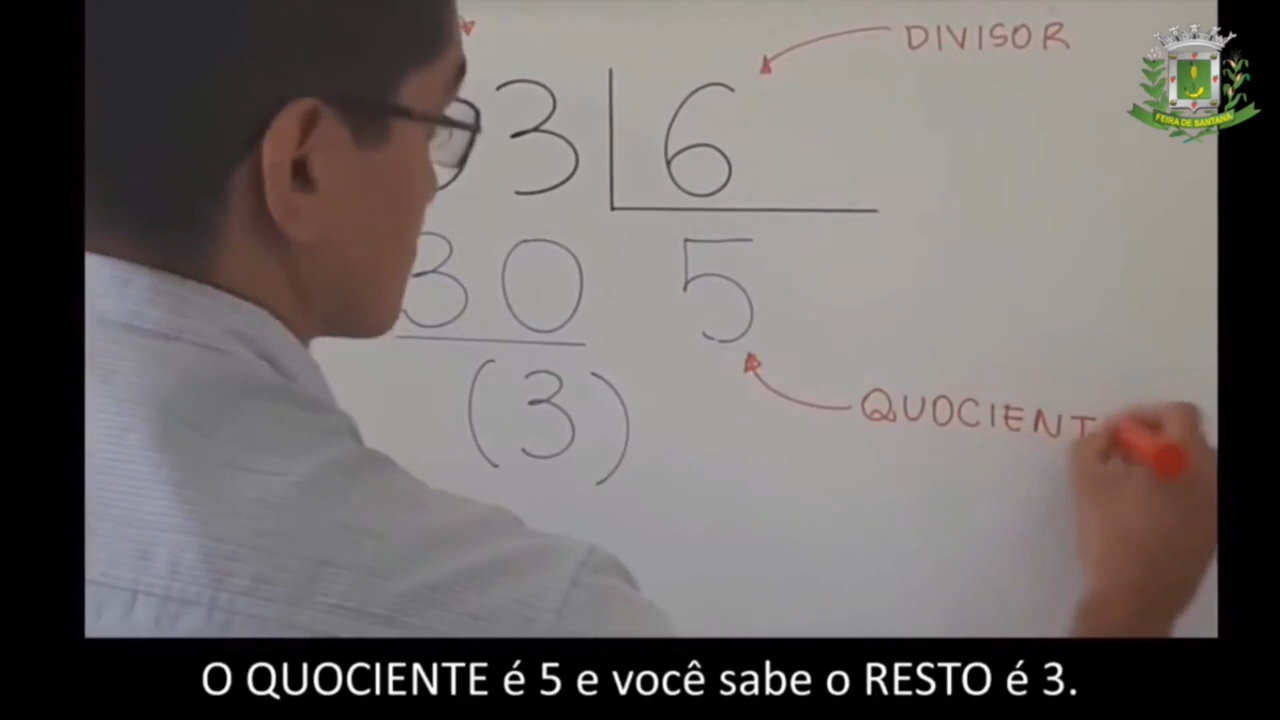 DIVISOR
FEIRA DE SANTANA
3 6
30 5
(3)
QUOCIENT
O QUOCIENTE é 5 e você sabe o RESTO é 3.